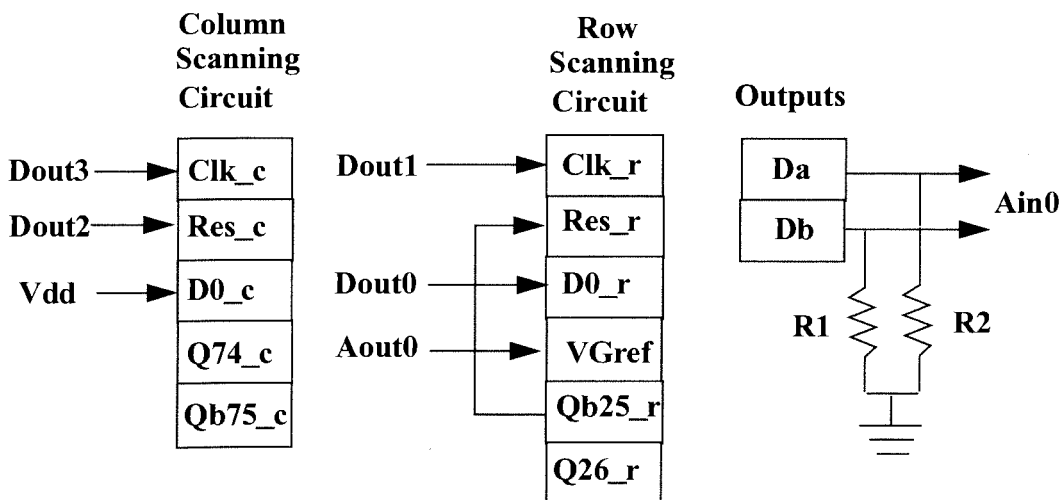 Column
Scanning
Circuit
Dout3
Clk_c
Dout2
Res_c
Vdd
D0_c
Q74_c
Qb75_c
Row
Scanning
Circuit
Dout1
Clk_r
Res_r
Dout0
D0_r
Aout0
VGref
Qb25_r
Q26_r
Outputs
Da
Db
Ain0
R1
R2